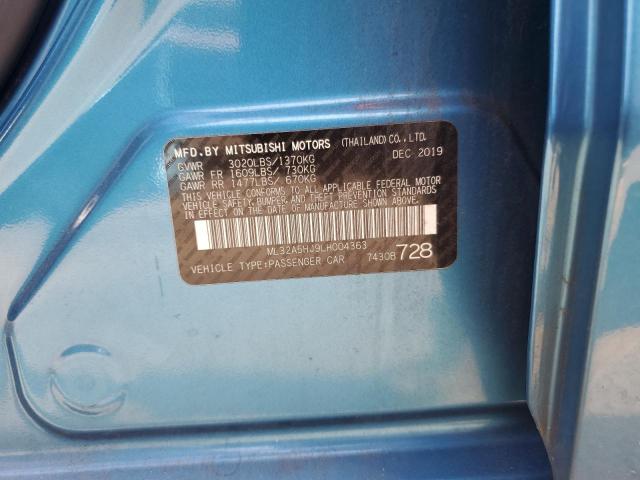 MFD.BY MITSUBISHI MOTORS (THAILAND)CO.,LTD.
GVWR 3020LBS/1370KG DEC 2019
GAWR FR 1609LBS/ 730KG
GAWR RR 1477LBS/ 670KG
THIS VEHICLE CONFORMS TO ALL APPLICABLE FEDERAL MOTOR
VEHICLE SAFETY,BUMPER,AND THEFT PREVENTION STANDARDS
IN EFFECT ON THE DATE OF MANUFACTURE SHOWN ABOVE.
ML32A5HJ9LH004363
VEHICLE TYPE:PASSENGER CAR 7430B 728